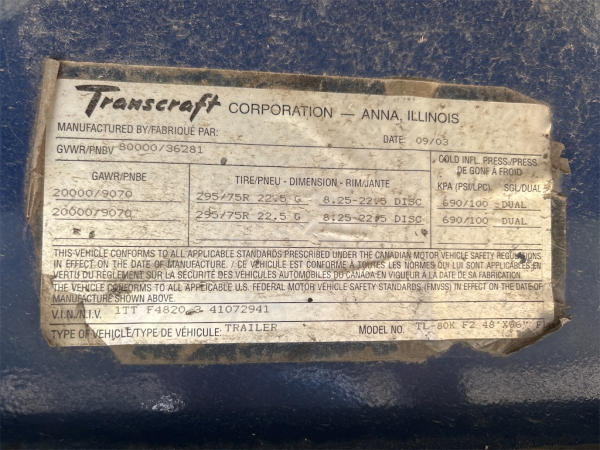 Transcraft CORPORATION — ANNA, ILLINOIS
MANUFACTURED BY/FABRIQUÉ PAR: DATE: 09/03
GVWR/PNBV 80000/36281
COLD INFL. PRESS/PRESS
DE GONF À FROID
GAWR/PNBE TIRE/PNEU - DIMENSION - RIM/JANTE KPA (PSI/LPC) SGL/DUAL
20000/9070 295/75R 22.5 G 8.25-22.5 DISC 690/100 - DUAL
20000/9070 295/75R 22.5 G 8.25-22.5 DISC 690/100 - DUAL
THIS VEHICLE CONFORMS TO ALL APPLICABLE STANDARDS PRESCRIBED UNDER THE CANADIAN MOTOR VEHICLE SAFETY REGULATIONS
IN EFFECT ON THE DATE OF MANUFACTURE / CE VÉHICULE EST CONFORME À TOUTES LES NORMES QUI LUI SONT APPLICABLES EN
VERTU DU RÈGLEMENT SUR LA SÉCURITÉ DES VÉHICULES AUTOMOBILES DU CANADA EN VIGUEUR À LA DATE DE SA FABRICATION.
THE VEHICLE CONFORMS TO ALL APPLICABLE U.S. FEDERAL MOTOR VEHICLE SAFETY STANDARDS (FMVSS) IN EFFECT ON THE DATE OF
MANUFACTURE SHOWN ABOVE.
V.I.N./N.I.V. 1TT F4820 3 41072941
TYPE OF VEHICLE/TYPE DE VÉHICULE: TRAILER MODEL NO. TL-80K F2 48'X96"